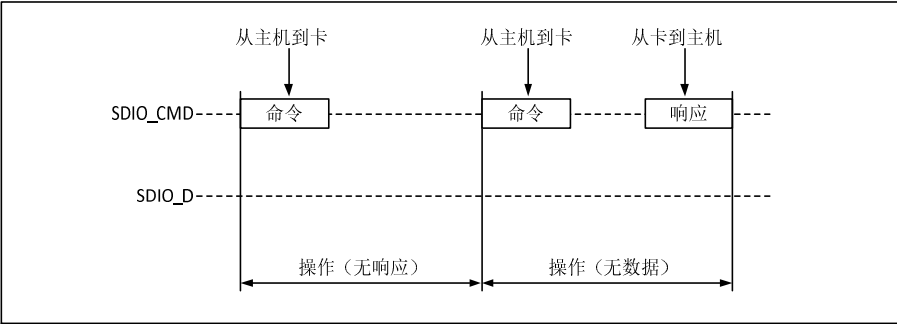 从主机到卡
从主机到卡
从卡到主机
SDIO_CMD
命令
命令
响应
SDIO_D
操作（无响应）
操作（无数据）